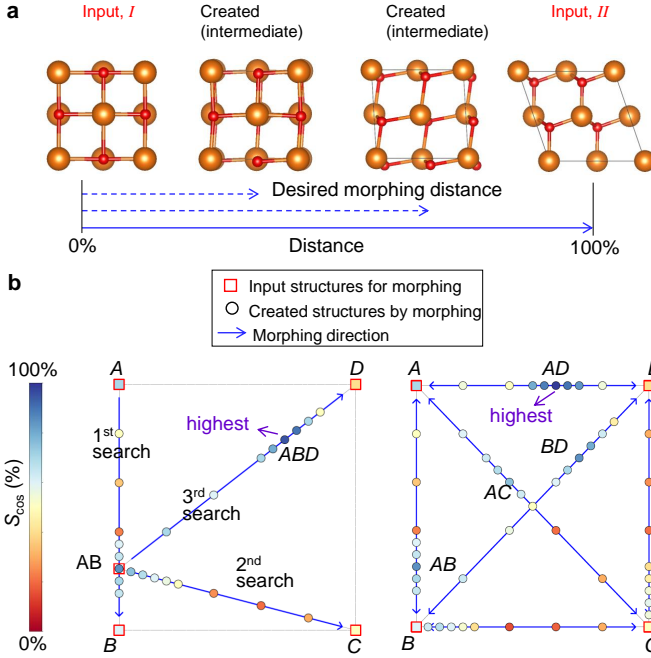 a
Input, I
Created
(intermediate)
Created
(intermediate)
Input, II
Desired morphing distance
0%
Distance
100%
b
Input structures for morphing
Created structures by morphing
Morphing direction
100%
S_cos (%)
0%
A
D
1st
search
highest
ABD
3rd
search
AB
2nd
search
B
C
A
AD
highest
BD
AC
AB
B